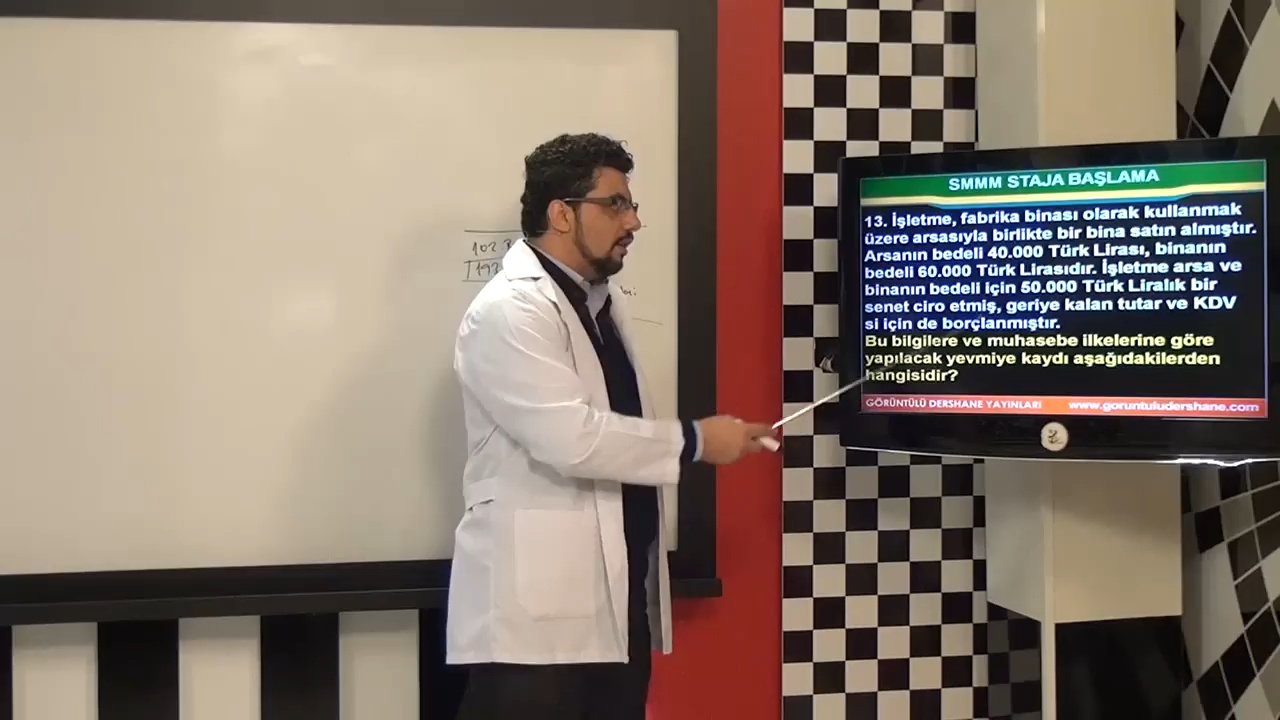 SMMM STAJA BAŞLAMA
13. İşletme, fabrika binası olarak kullanmak
üzere arsasıyla birlikte bir bina satın almıştır.
Arsanın bedeli 40.000 Türk Lirası, binanın
bedeli 60.000 Türk Lirasıdır. İşletme arsa ve
binanın bedeli için 50.000 Türk Liralık bir
senet ciro etmiş, geriye kalan tutar ve KDV
si için de borçlanmıştır.
Bu bilgilere ve muhasebe ilkelerine göre
yapılacak yevmiye kaydı aşağıdakilerden
hangisidir?
GÖRÜNTÜLÜ DERSHANE YAYINLARI www.goruntuludershane.com
102
193